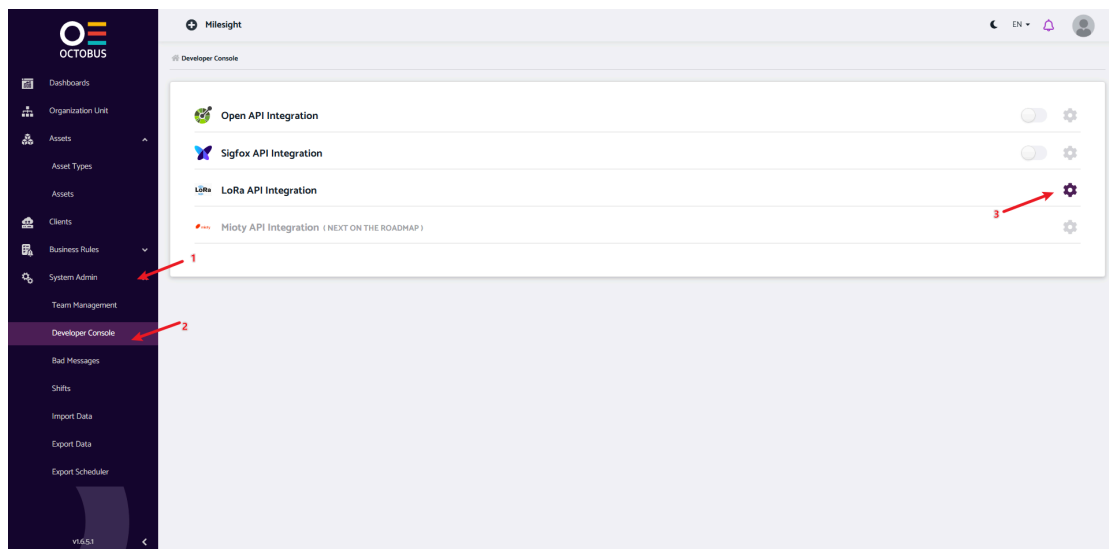 OCTOBUS
Milesight
EN
Developer Console
Dashboards
Organization Unit
Assets
Asset Types
Assets
Clients
Business Rules
System Admin
Team Management
Developer Console
Bad Messages
Shifts
Import Data
Export Data
Export Scheduler
v1.6.5.1
Open API Integration
Sigfox API Integration
LoRa LoRa API Integration
mioty Mioty API Integration ( NEXT ON THE ROADMAP )
1
2
3